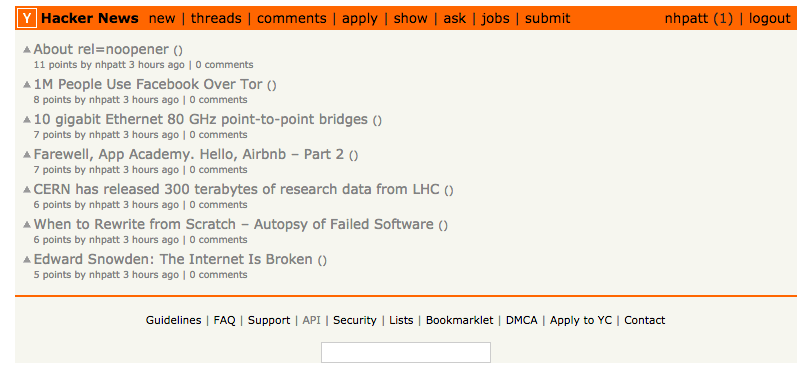 Y Hacker News new | threads | comments | apply | show | ask | jobs | submit nhpatt (1) | logout
About rel=noopener ()
11 points by nhpatt 3 hours ago | 0 comments
1M People Use Facebook Over Tor ()
8 points by nhpatt 3 hours ago | 0 comments
10 gigabit Ethernet 80 GHz point-to-point bridges ()
7 points by nhpatt 3 hours ago | 0 comments
Farewell, App Academy. Hello, Airbnb – Part 2 ()
7 points by nhpatt 3 hours ago | 0 comments
CERN has released 300 terabytes of research data from LHC ()
6 points by nhpatt 3 hours ago | 0 comments
When to Rewrite from Scratch – Autopsy of Failed Software ()
6 points by nhpatt 3 hours ago | 0 comments
Edward Snowden: The Internet Is Broken ()
5 points by nhpatt 3 hours ago | 0 comments
Guidelines | FAQ | Support | API | Security | Lists | Bookmarklet | DMCA | Apply to YC | Contact